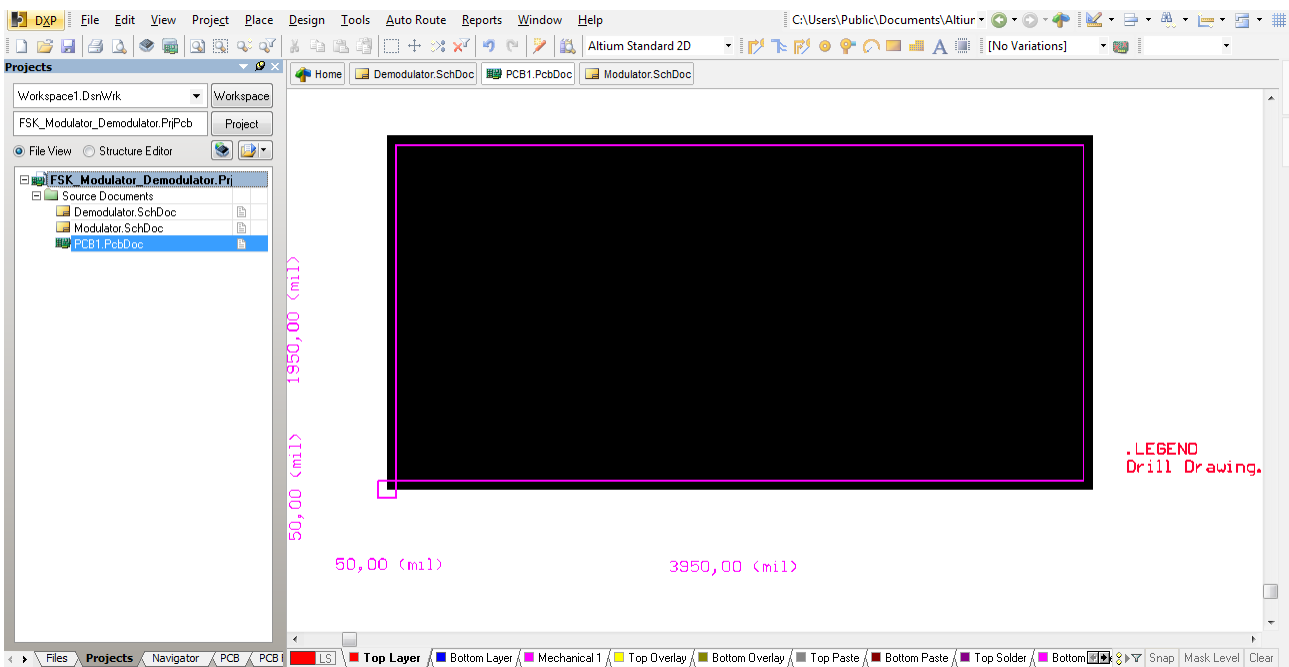 DXP File Edit View Project Place Design Tools Auto Route Reports Window Help C:\Users\Public\Documents\Altiur
Altium Standard 2D [No Variations]
Projects
Home Demodulator.SchDoc PCB1.PcbDoc Modulator.SchDoc
Workspace1.DsnWrk Workspace
FSK_Modulator_Demodulator.PrjPcb Project
File View Structure Editor
FSK_Modulator_Demodulator.Prj
Source Documents
Demodulator.SchDoc
Modulator.SchDoc
PCB1.PcbDoc
1950,00 (mil)
50,00 (mil)
.LEGEND
Drill Drawing.
50,00 (mil) 3950,00 (mil)
Files Projects Navigator PCB PCB LS Top Layer Bottom Layer Mechanical 1 Top Overlay Bottom Overlay Top Paste Bottom Paste Top Solder Bottom Snap Mask Level Clear